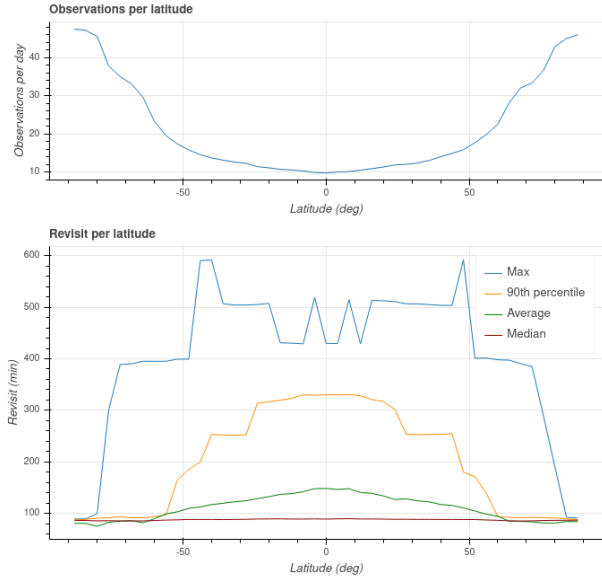 Observations per latitude
Observations per day
40
30
20
10
-50
0
50
Latitude (deg)
Revisit per latitude
Revisit (min)
600
500
400
300
200
100
Max
90th percentile
Average
Median
-50
0
50
Latitude (deg)